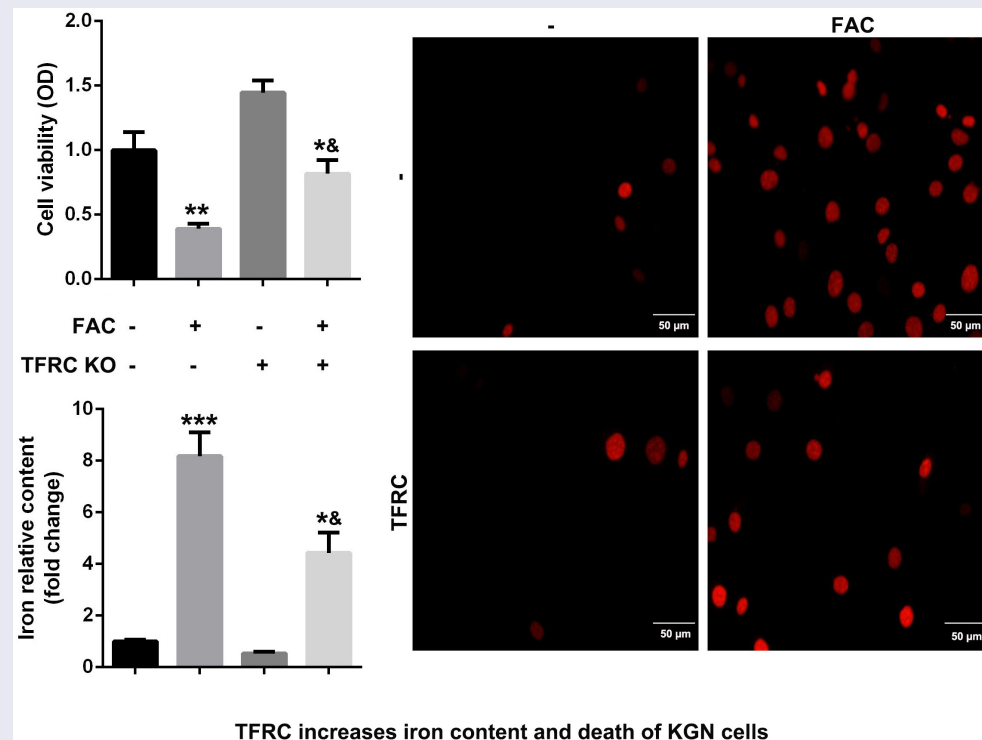 Cell viability (OD)
2.0
1.5
1.0
0.5
0.0
**
*&
FAC - + - +
TFRC KO - - + +
Iron relative content
(fold change)
10
8
6
4
2
0
***
*&
- FAC
-
50 µm
50 µm
TFRC
50 µm
50 µm
TFRC increases iron content and death of KGN cells